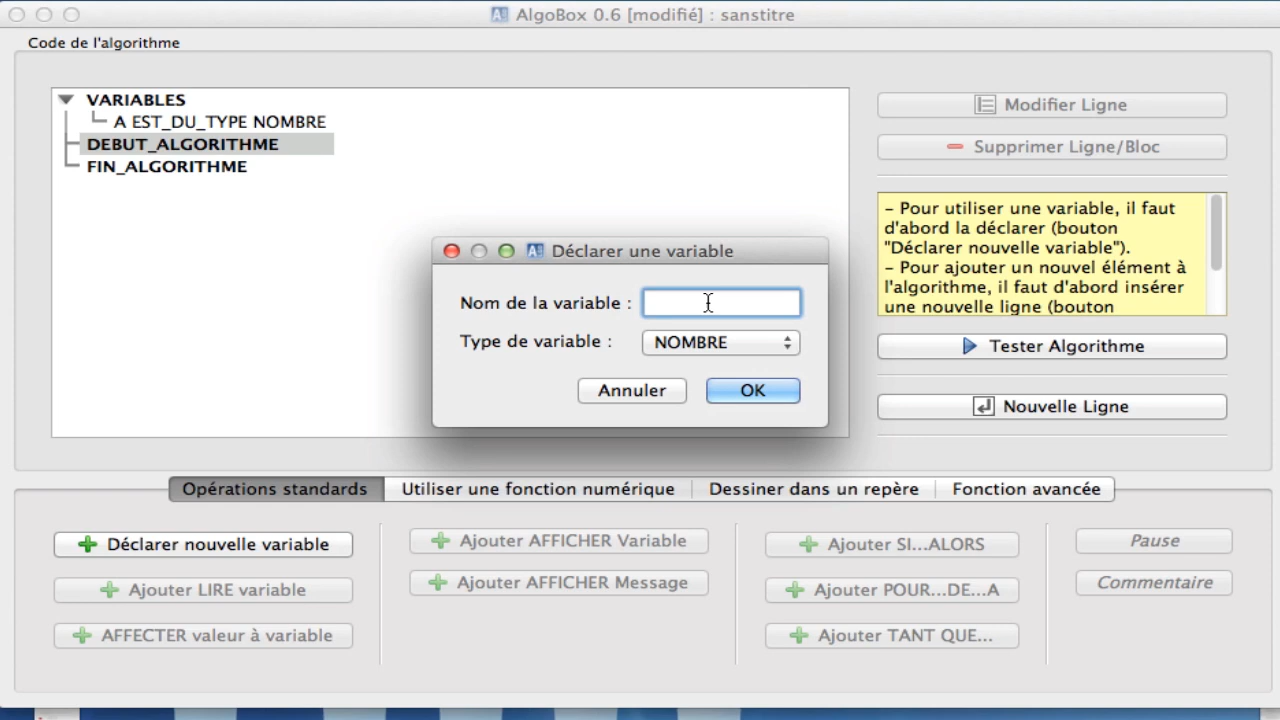 AlgoBox 0.6 [modifié] : sanstitre
Code de l'algorithme
VARIABLES
A EST_DU_TYPE NOMBRE
DEBUT_ALGORITHME
FIN_ALGORITHME
Modifier Ligne
Supprimer Ligne/Bloc
– Pour utiliser une variable, il faut
d'abord la déclarer (bouton
"Déclarer nouvelle variable").
– Pour ajouter un nouvel élément à
l'algorithme, il faut d'abord insérer
une nouvelle ligne (bouton
Tester Algorithme
Nouvelle Ligne
Déclarer une variable
Nom de la variable :
Type de variable :
NOMBRE
Annuler
OK
Opérations standards
Utiliser une fonction numérique
Dessiner dans un repère
Fonction avancée
Déclarer nouvelle variable
Ajouter LIRE variable
AFFECTER valeur à variable
Ajouter AFFICHER Variable
Ajouter AFFICHER Message
Ajouter SI...ALORS
Ajouter POUR...DE...A
Ajouter TANT QUE...
Pause
Commentaire